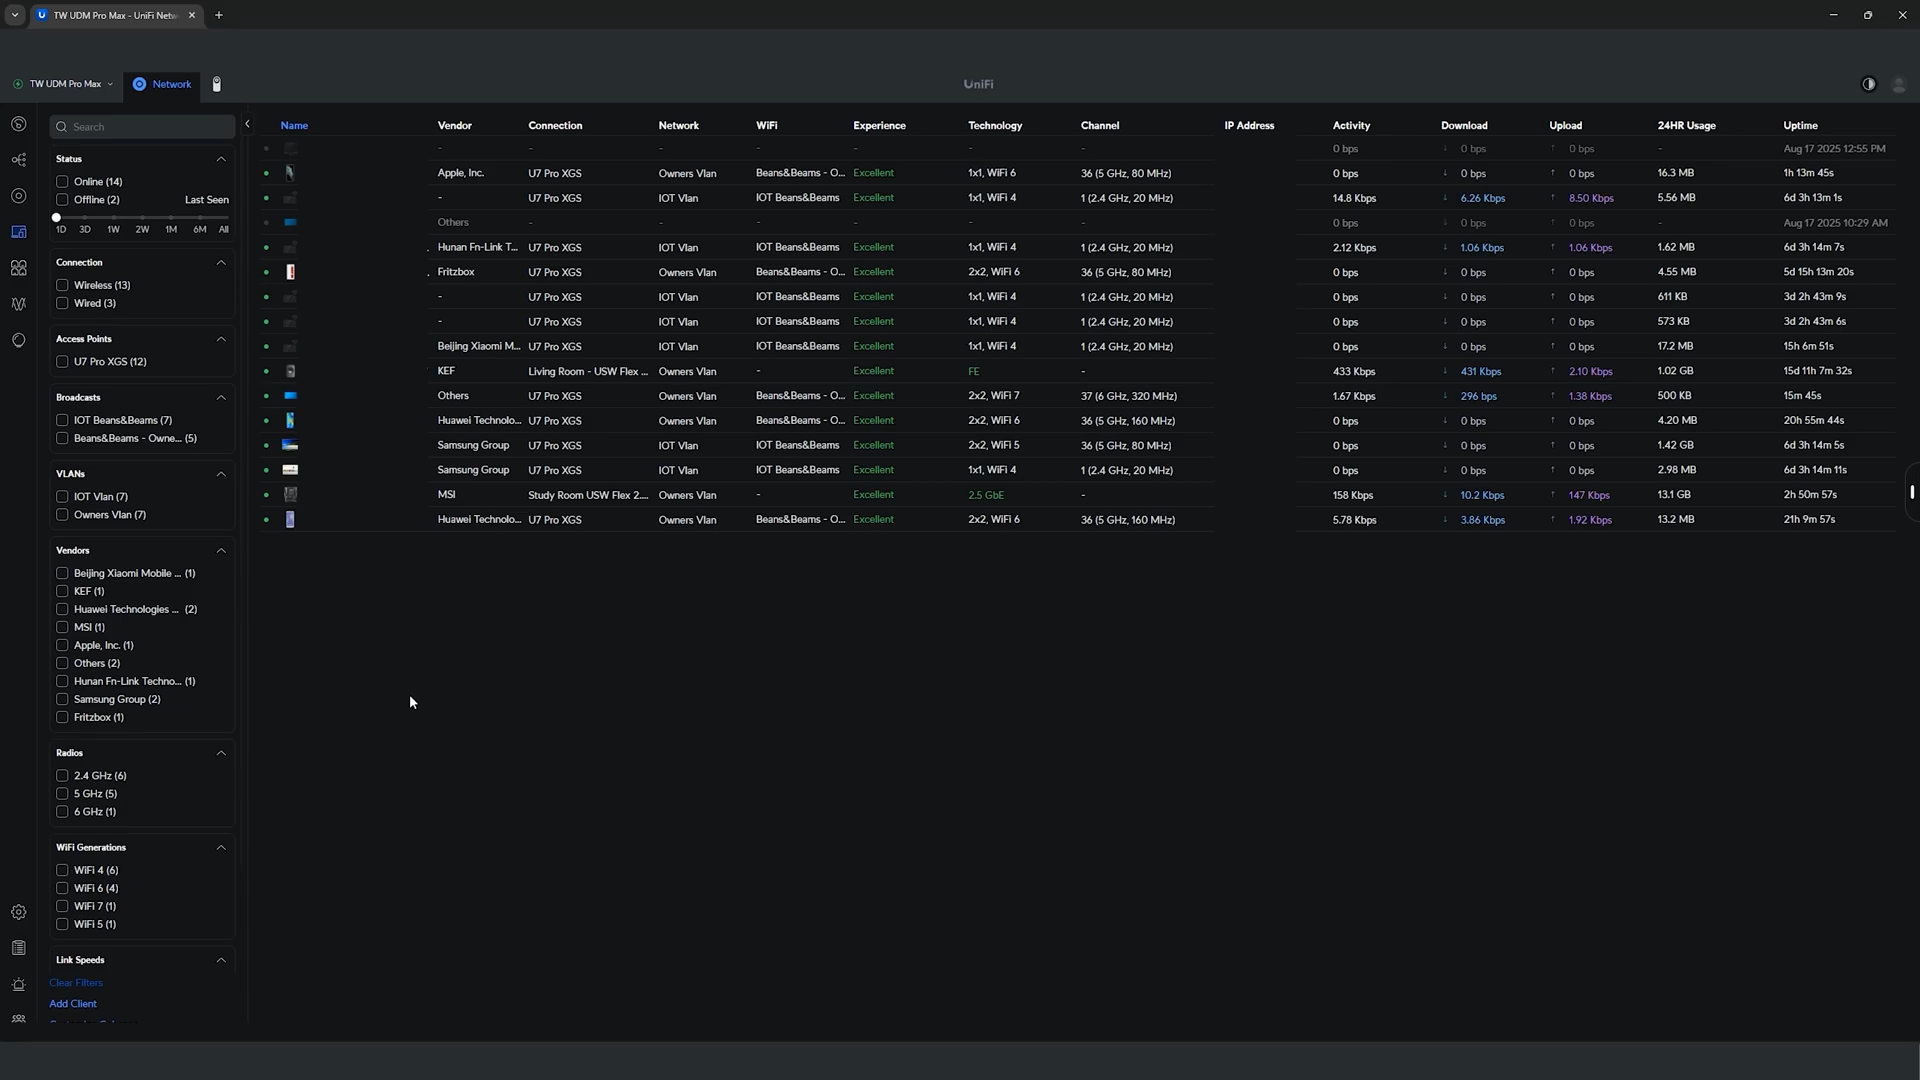 TW UDM Pro Max - UniFi Netw
TW UDM Pro Max
Network
UniFi
Search
Status
Online (14)
Offline (2) Last Seen
1D 3D 1W 2W 1M 6M All
Connection
Wireless (13)
Wired (3)
Access Points
U7 Pro XGS (12)
Broadcasts
IOT Beans&Beams (7)
Beans&Beams - Owne... (5)
VLANs
IOT Vlan (7)
Owners Vlan (7)
Vendors
Beijing Xiaomi Mobile ... (1)
KEF (1)
Huawei Technologies ... (2)
MSI (1)
Apple, Inc. (1)
Others (2)
Hunan Fn-Link Techno... (1)
Samsung Group (2)
Fritzbox (1)
Radios
2.4 GHz (6)
5 GHz (5)
6 GHz (1)
WiFi Generations
WiFi 4 (6)
WiFi 6 (4)
WiFi 7 (1)
WiFi 5 (1)
Link Speeds
Clear Filters
Add Client
Name Vendor Connection Network WiFi Experience Technology Channel IP Address Activity Download Upload 24HR Usage Uptime
- - - - - - - 0 bps ↓ 0 bps ↑ 0 bps - Aug 17 2025 12:55 PM
Apple, Inc. U7 Pro XGS Owners Vlan Beans&Beams - O... Excellent 1x1, WiFi 6 36 (5 GHz, 80 MHz) 0 bps ↓ 0 bps ↑ 0 bps 16.3 MB 1h 13m 45s
- U7 Pro XGS IOT Vlan IOT Beans&Beams Excellent 1x1, WiFi 4 1 (2.4 GHz, 20 MHz) 14.8 Kbps ↓ 6.26 Kbps ↑ 8.50 Kbps 5.56 MB 6d 3h 13m 1s
Others - - - - - - 0 bps ↓ 0 bps ↑ 0 bps - Aug 17 2025 10:29 AM
Hunan Fn-Link T... U7 Pro XGS IOT Vlan IOT Beans&Beams Excellent 1x1, WiFi 4 1 (2.4 GHz, 20 MHz) 2.12 Kbps ↓ 1.06 Kbps ↑ 1.06 Kbps 1.62 MB 6d 3h 14m 7s
Fritzbox U7 Pro XGS Owners Vlan Beans&Beams - O... Excellent 2x2, WiFi 6 36 (5 GHz, 80 MHz) 0 bps ↓ 0 bps ↑ 0 bps 4.55 MB 5d 15h 13m 20s
- U7 Pro XGS IOT Vlan IOT Beans&Beams Excellent 1x1, WiFi 4 1 (2.4 GHz, 20 MHz) 0 bps ↓ 0 bps ↑ 0 bps 611 KB 3d 2h 43m 9s
- U7 Pro XGS IOT Vlan IOT Beans&Beams Excellent 1x1, WiFi 4 1 (2.4 GHz, 20 MHz) 0 bps ↓ 0 bps ↑ 0 bps 573 KB 3d 2h 43m 6s
Beijing Xiaomi M... U7 Pro XGS IOT Vlan IOT Beans&Beams Excellent 1x1, WiFi 4 1 (2.4 GHz, 20 MHz) 0 bps ↓ 0 bps ↑ 0 bps 17.2 MB 15h 6m 51s
KEF Living Room - USW Flex ... Owners Vlan - Excellent FE - 433 Kbps ↓ 431 Kbps ↑ 2.10 Kbps 1.02 GB 15d 11h 7m 32s
Others U7 Pro XGS Owners Vlan Beans&Beams - O... Excellent 2x2, WiFi 7 37 (6 GHz, 320 MHz) 1.67 Kbps ↓ 296 bps ↑ 1.38 Kbps 500 KB 15m 45s
Huawei Technolo... U7 Pro XGS Owners Vlan Beans&Beams - O... Excellent 2x2, WiFi 6 36 (5 GHz, 160 MHz) 0 bps ↓ 0 bps ↑ 0 bps 4.20 MB 20h 55m 44s
Samsung Group U7 Pro XGS IOT Vlan IOT Beans&Beams Excellent 2x2, WiFi 5 36 (5 GHz, 80 MHz) 0 bps ↓ 0 bps ↑ 0 bps 1.42 GB 6d 3h 14m 5s
Samsung Group U7 Pro XGS IOT Vlan IOT Beans&Beams Excellent 1x1, WiFi 4 1 (2.4 GHz, 20 MHz) 0 bps ↓ 0 bps ↑ 0 bps 2.98 MB 6d 3h 14m 11s
MSI Study Room USW Flex 2.... Owners Vlan - Excellent 2.5 GbE - 158 Kbps ↓ 10.2 Kbps ↑ 147 Kbps 13.1 GB 2h 50m 57s
Huawei Technolo... U7 Pro XGS Owners Vlan Beans&Beams - O... Excellent 2x2, WiFi 6 36 (5 GHz, 160 MHz) 5.78 Kbps ↓ 3.86 Kbps ↑ 1.92 Kbps 13.2 MB 21h 9m 57s